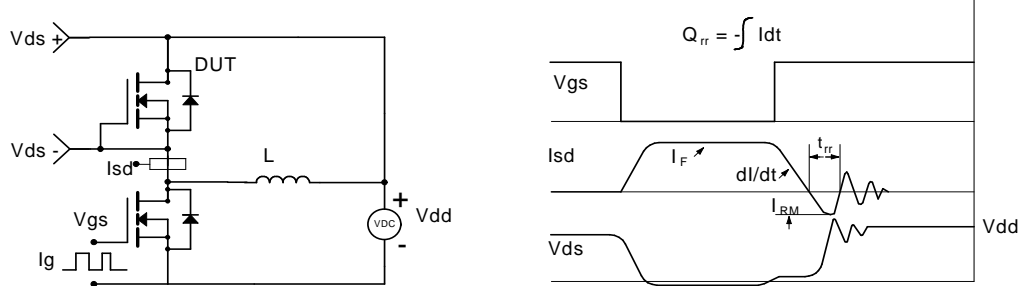 Vds +
DUT
Vds -
Isd
L
Vgs
+
VDC
-
Vdd
Ig
Q rr = - ∫ Idt
Vgs
Isd
I F
dI/dt
t rr
I RM
Vds
Vdd